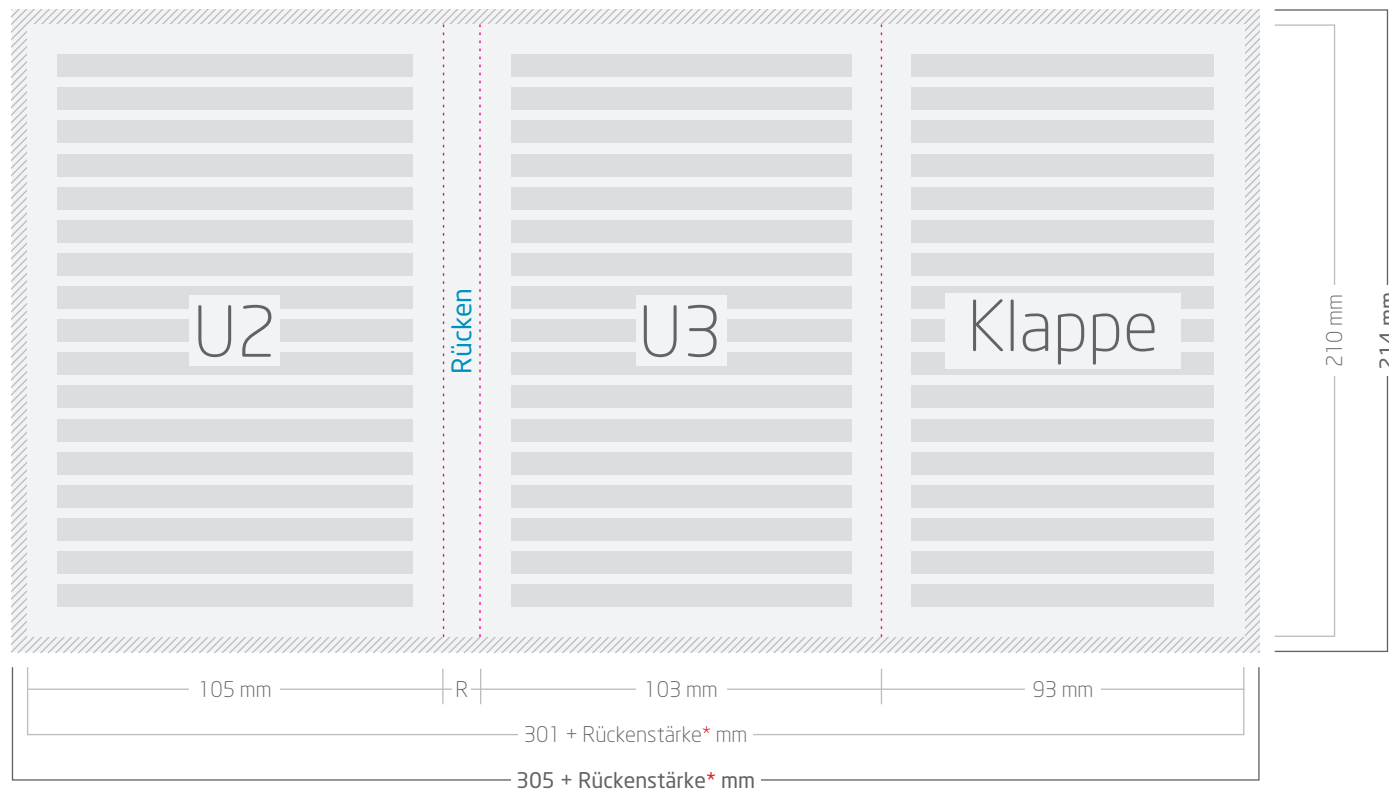 U2
Rücken
U3
Klappe
210 mm
214 mm
105 mm
R
103 mm
93 mm
301 + Rückenstärke* mm
305 + Rückenstärke* mm